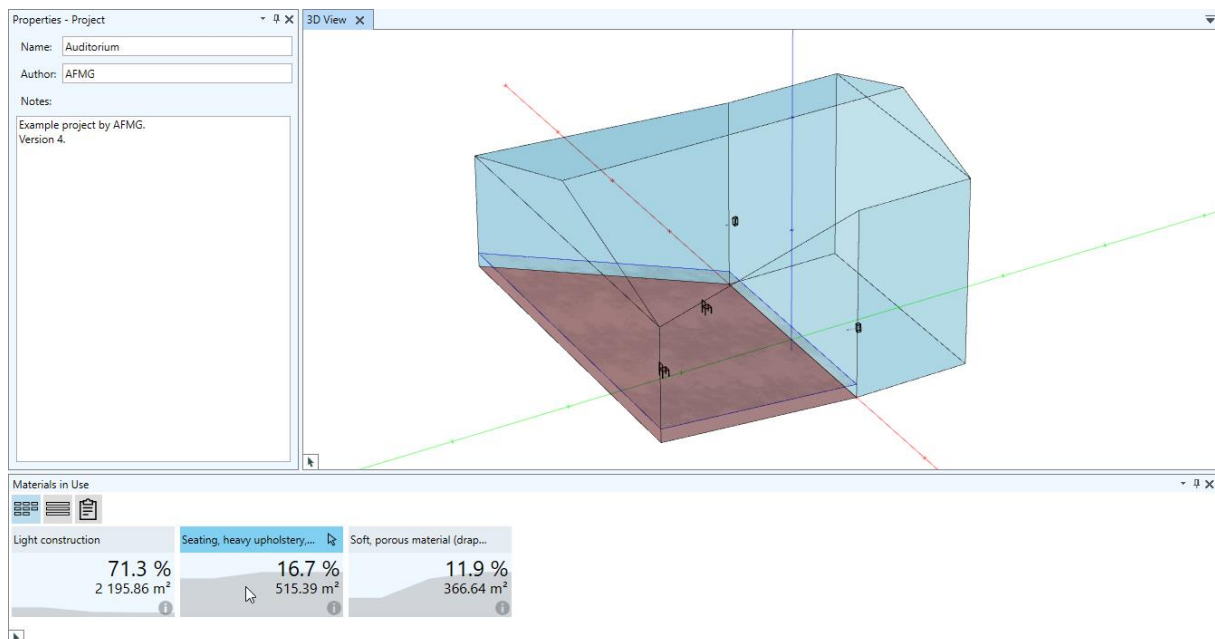 Properties - Project
3D View
Name: Auditorium
Author: AFMG
Notes:
Example project by AFMG.
Version 4.
Materials in Use
Light construction
71.3 %
2 195.86 m²
Seating, heavy upholstery,...
16.7 %
515.39 m²
Soft, porous material (drap...
11.9 %
366.64 m²